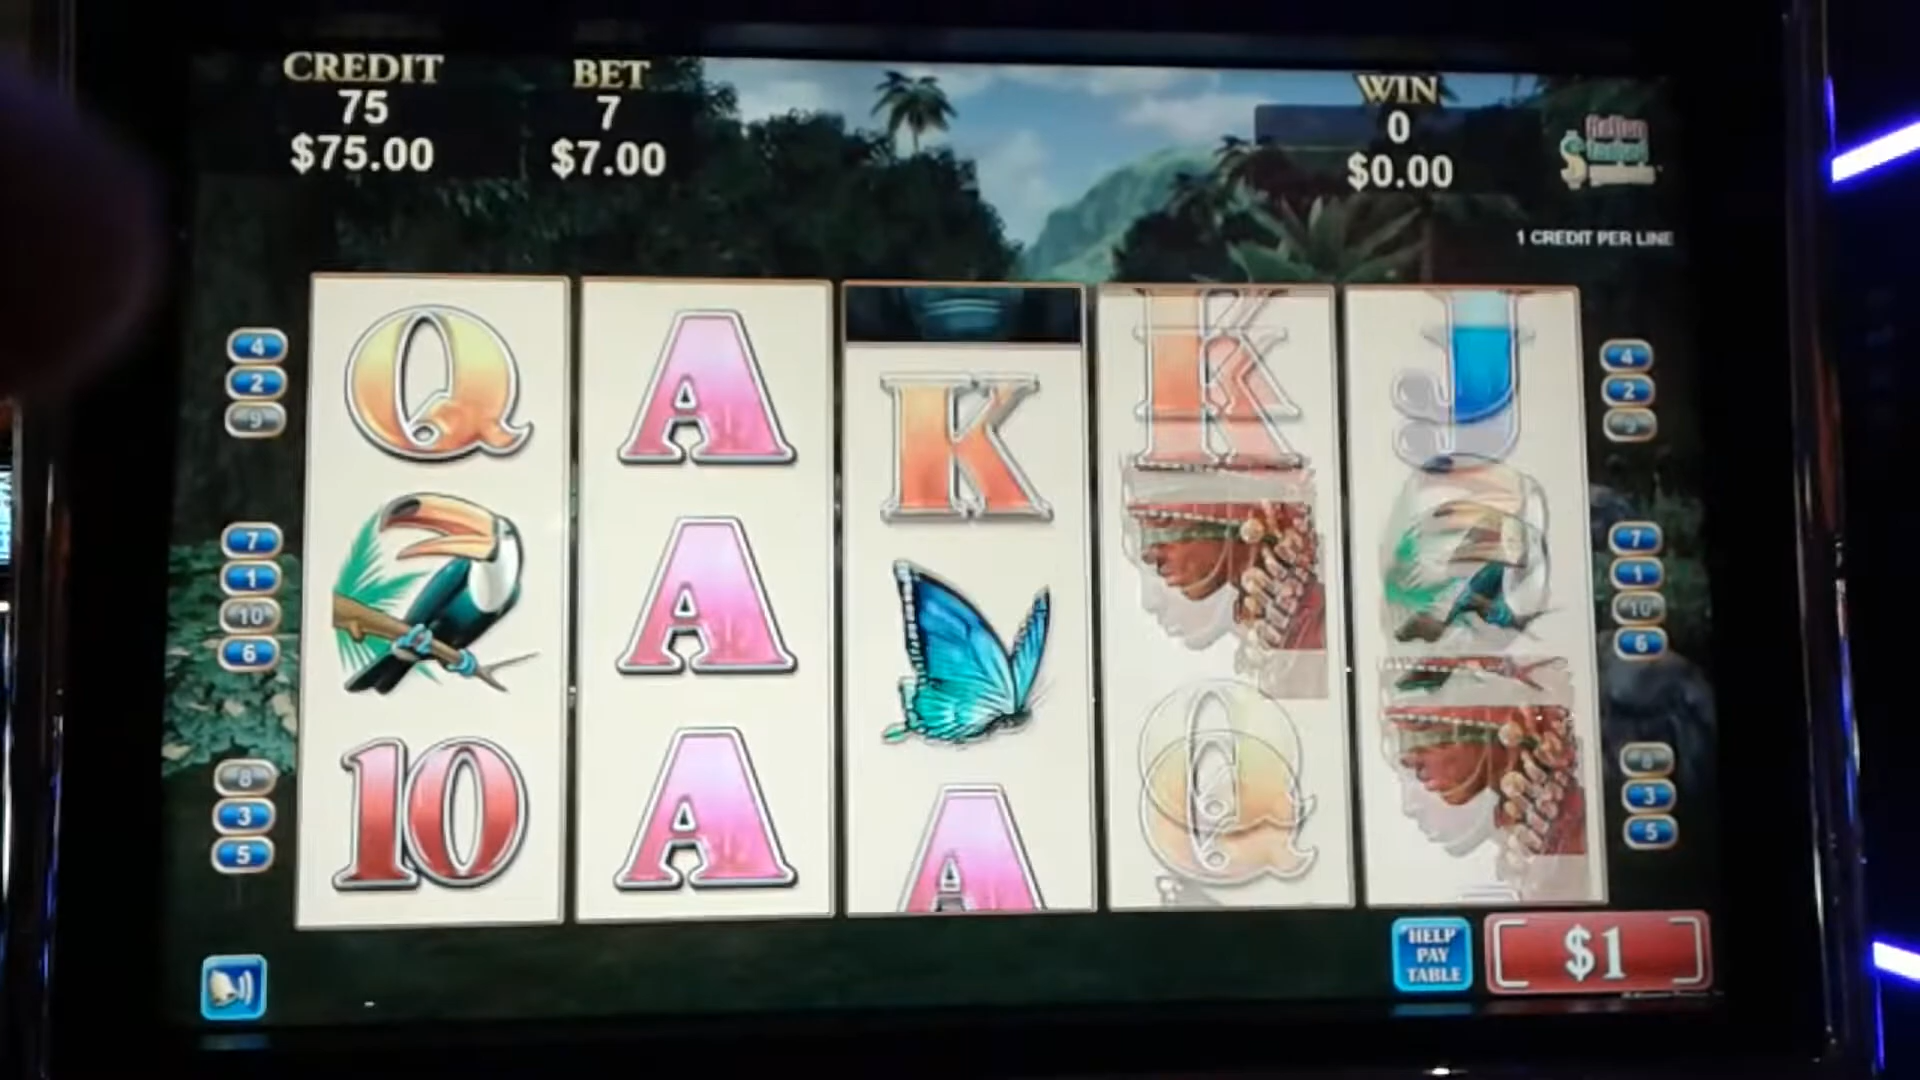 CREDIT
75
$75.00
BET
7
$7.00
WIN
0
$0.00
1 CREDIT PER LINE
Q
A
K
K
J
4
2
9
4
2
9
7
1
10
6
A
7
1
10
6
10
A
A
Q
8
3
5
8
3
5
HELP
PAY
TABLE
$1